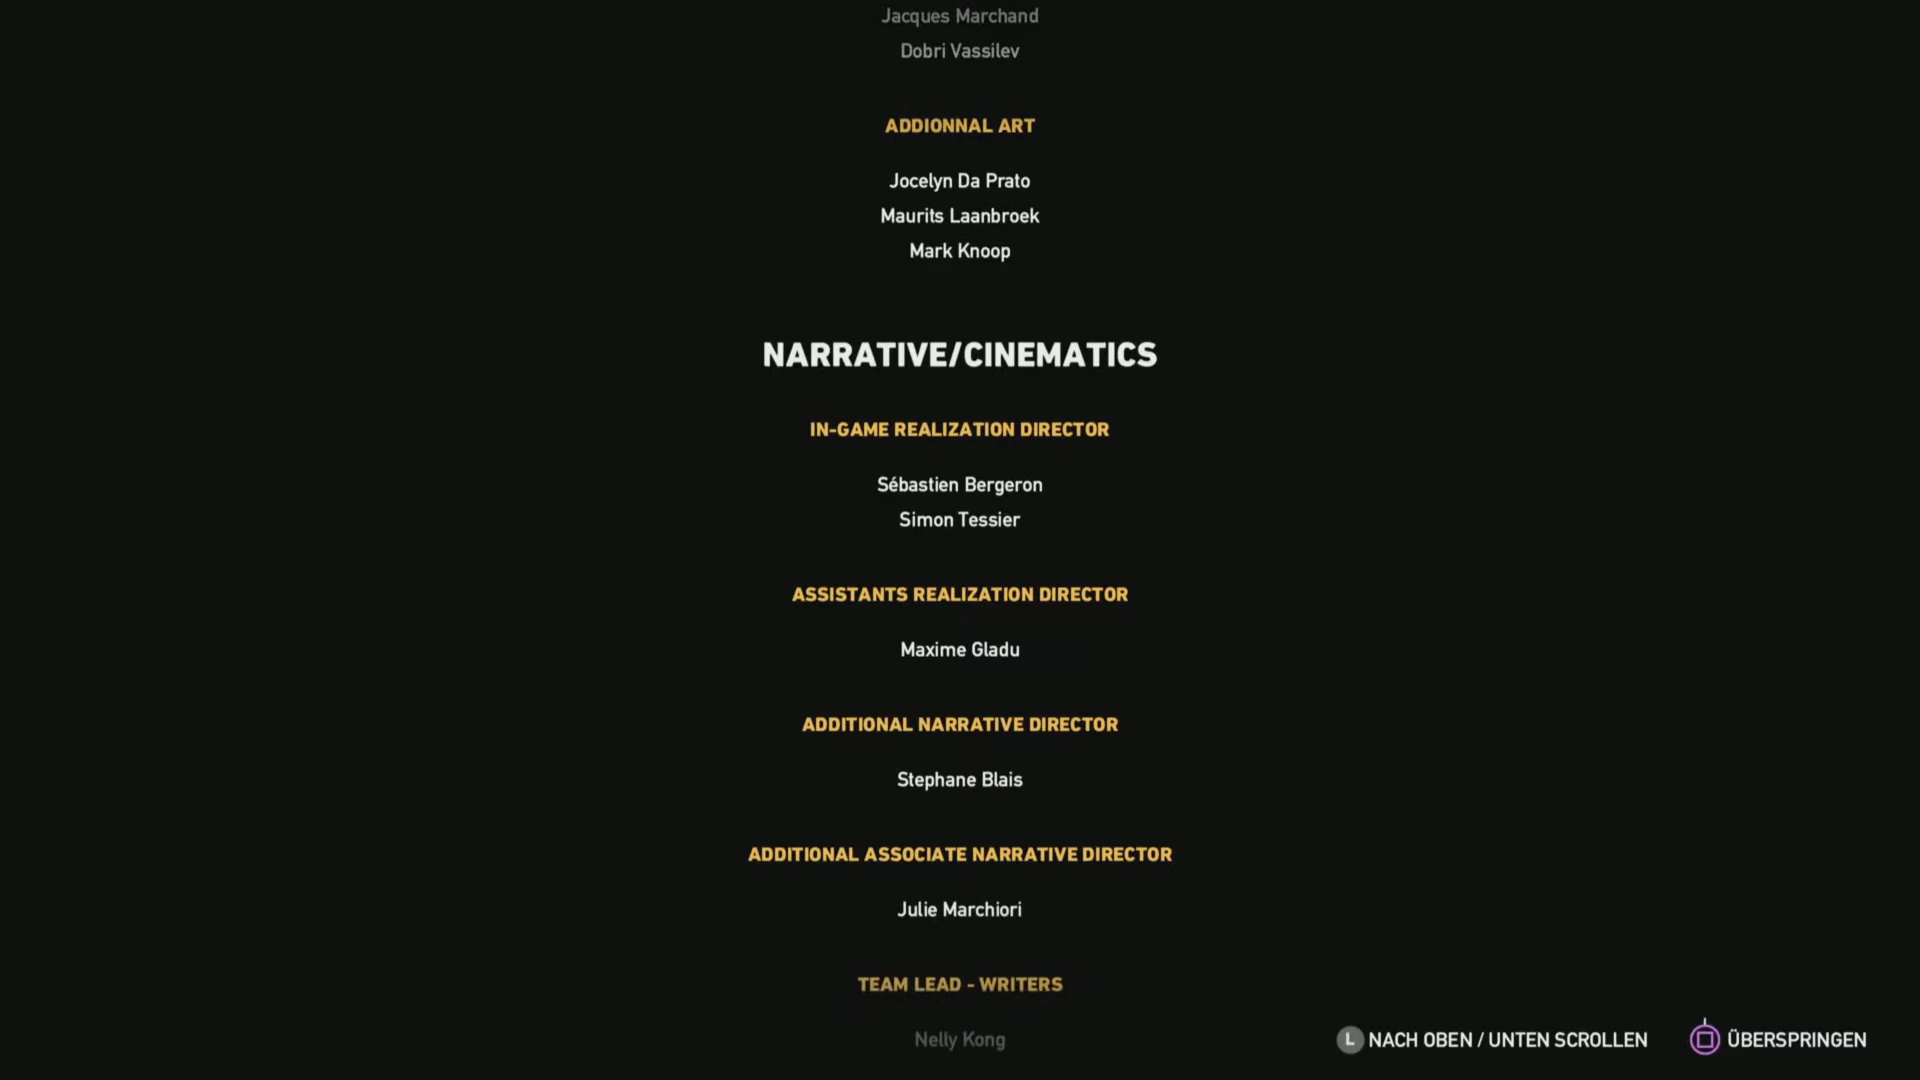 Jacques Marchand
Dobri Vassilev
ADDIONNAL ART
Jocelyn Da Prato
Maurits Laanbroek
Mark Knoop
NARRATIVE/CINEMATICS
IN-GAME REALIZATION DIRECTOR
Sébastien Bergeron
Simon Tessier
ASSISTANTS REALIZATION DIRECTOR
Maxime Gladu
ADDITIONAL NARRATIVE DIRECTOR
Stephane Blais
ADDITIONAL ASSOCIATE NARRATIVE DIRECTOR
Julie Marchiori
TEAM LEAD - WRITERS
Nelly Kong
L NACH OBEN / UNTEN SCROLLEN ÜBERSPRINGEN